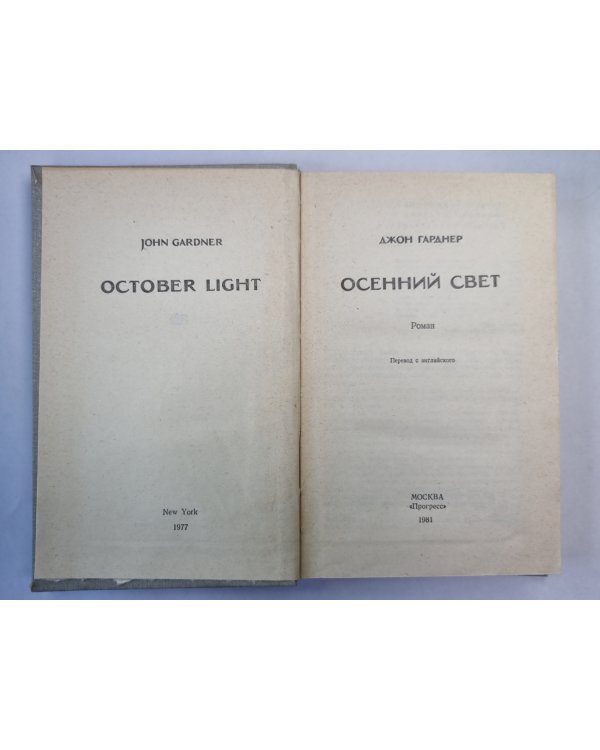 JOHN GARDNER
OCTOBER LIGHT
New York
1977
ДЖОН ГАРДНЕР
ОСЕННИЙ СВЕТ
Роман
Перевод с английского
МОСКВА
«Прогресс»
1981